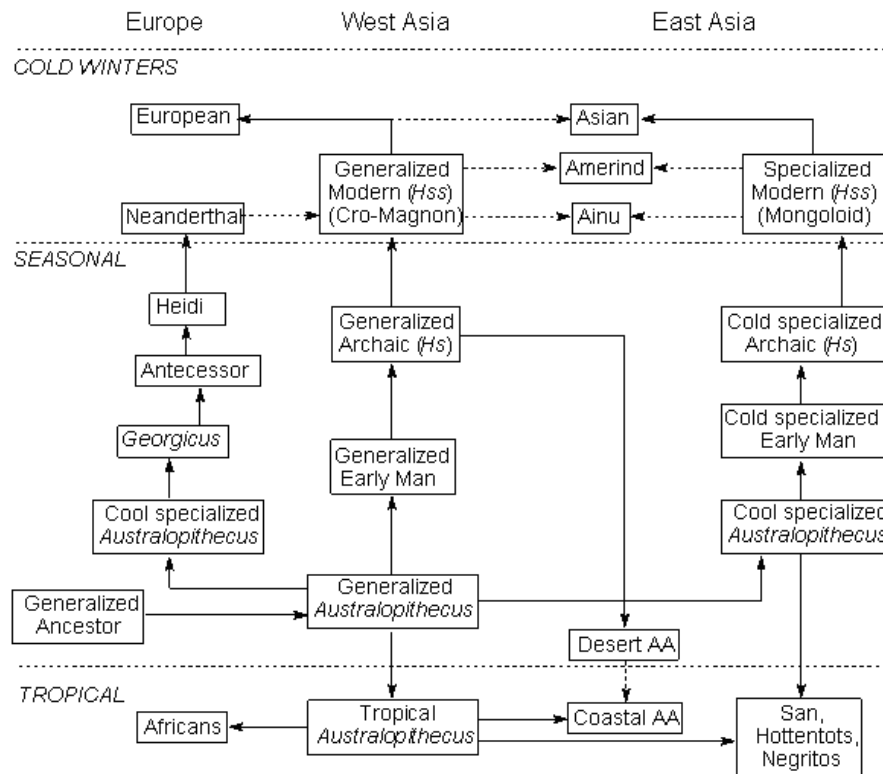 Europe
West Asia
East Asia
COLD WINTERS
European
Asian
Generalized
Modern (Hss)
(Cro-Magnon)
Amerind
Specialized
Modern (Hss)
(Mongoloid)
Neanderthal
Ainu
SEASONAL
Heidi
Generalized
Archaic (Hs)
Cold specialized
Archaic (Hs)
Antecessor
Georgicus
Generalized
Early Man
Cold specialized
Early Man
Cool specialized
Australopithecus
Cool specialized
Australopithecus
Generalized
Ancestor
Generalized
Australopithecus
Desert AA
TROPICAL
Africans
Tropical
Australopithecus
Coastal AA
San,
Hottentots,
Negritos